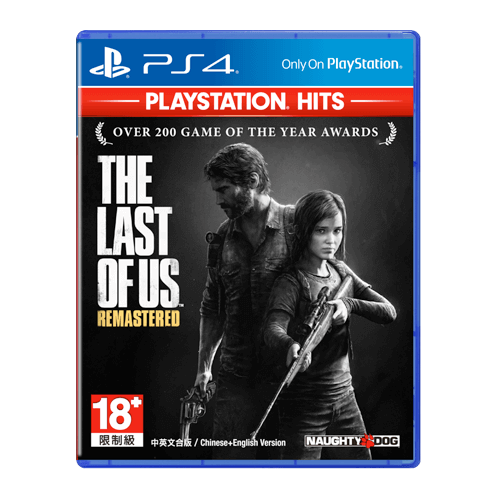 PS4
Only On PlayStation®
PLAYSTATION® HITS
OVER 200 GAME OF THE YEAR AWARDS
THE
LAST
OF US™
REMASTERED
18+
限制級
中英文合版 / Chinese+English Version
NAUGHTY DOG